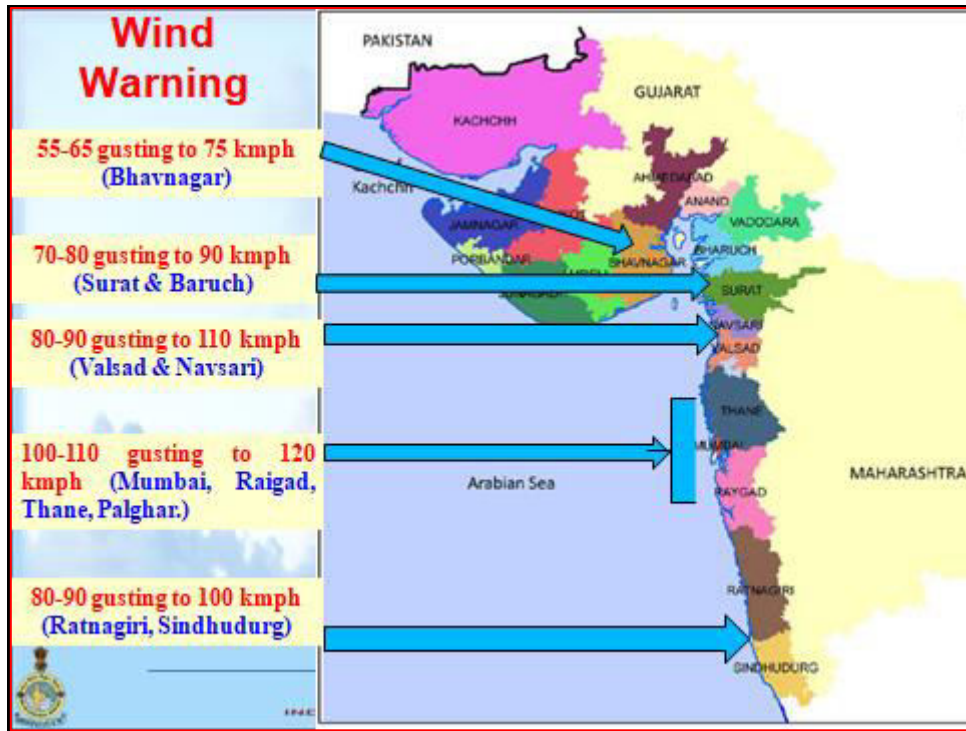 Wind
Warning
55-65 gusting to 75 kmph
(Bhavnagar)
70-80 gusting to 90 kmph
(Surat & Baruch)
80-90 gusting to 110 kmph
(Valsad & Navsari)
100-110 gusting to 120
kmph (Mumbai, Raigad,
Thane, Palghar.)
80-90 gusting to 100 kmph
(Ratnagiri, Sindhudurg)
PAKISTAN
GUJARAT
KACHCHH
AHMEDABAD
Kachchh
ANAND
JAMNAGAR
VADODARA
BHARUCH
PORBANDAR
BHAVNAGAR
SURAT
NAVSARI
VALSAD
THANE
MUMBAI
MAHARASHTRA
Arabian Sea
RAYGAD
RATNAGIRI
SINDHUDURG